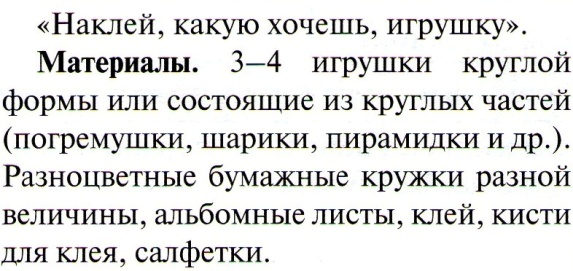 «Наклей, какую хочешь, игрушку».
Материалы. 3–4 игрушки круглой
формы или состоящие из круглых частей
(погремушки, шарики, пирамидки и др.).
Разноцветные бумажные кружки разной
величины, альбомные листы, клей, кисти
для клея, салфетки.